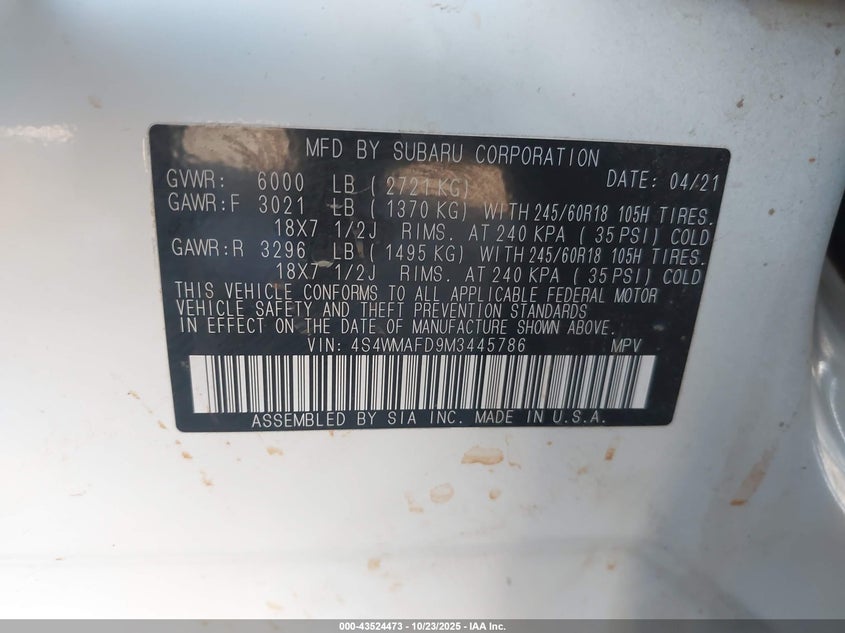 MFD BY SUBARU CORPORATION
GVWR: 6000 LB ( 2721 KG) DATE: 04/21
GAWR:F 3021 LB ( 1370 KG) WITH 245/60R18 105H TIRES.
18X7 1/2J RIMS. AT 240 KPA ( 35 PSI) COLD
GAWR:R 3296 LB ( 1495 KG) WITH 245/60R18 105H TIRES.
18X7 1/2J RIMS. AT 240 KPA ( 35 PSI) COLD
THIS VEHICLE CONFORMS TO ALL APPLICABLE FEDERAL MOTOR
VEHICLE SAFETY AND THEFT PREVENTION STANDARDS
IN EFFECT ON THE DATE OF MANUFACTURE SHOWN ABOVE.
VIN: 4S4WMAFD9M3445786 MPV
ASSEMBLED BY SIA INC. MADE IN U.S.A.
000-43524473 - 10/23/2025 - IAA Inc.